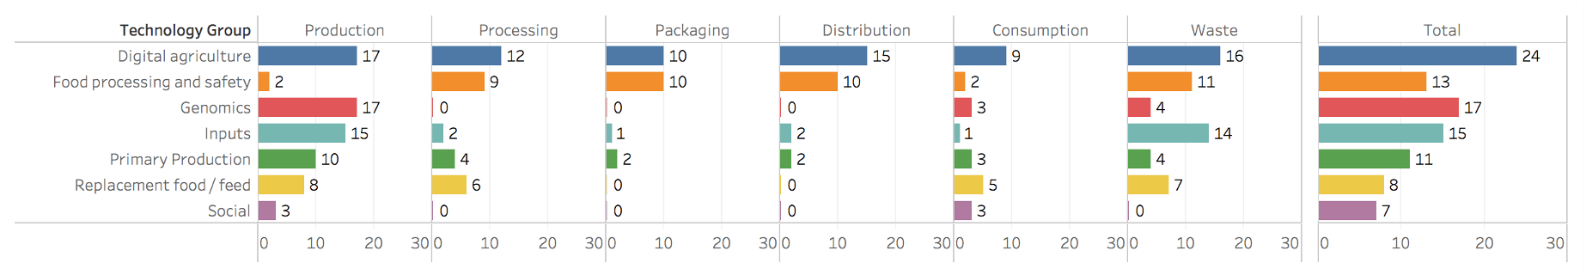 Technology Group Production Processing Packaging Distribution Consumption Waste Total
Digital agriculture 17 12 10 15 9 16 24
Food processing and safety 2 9 10 10 2 11 13
Genomics 17 0 0 0 3 4 17
Inputs 15 2 1 2 1 14 15
Primary Production 10 4 2 2 3 4 11
Replacement food / feed 8 6 0 0 5 7 8
Social 3 0 0 0 3 0 7
0 10 20 30 0 10 20 30 0 10 20 30 0 10 20 30 0 10 20 30 0 10 20 30 0 10 20 30